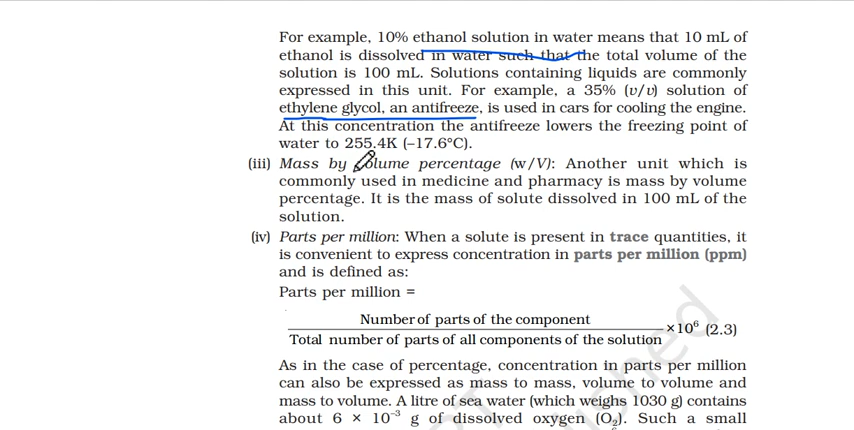 For example, 10% ethanol solution in water means that 10 mL of
ethanol is dissolved in water such that the total volume of the
solution is 100 mL. Solutions containing liquids are commonly
expressed in this unit. For example, a 35% (v/v) solution of
ethylene glycol, an antifreeze, is used in cars for cooling the engine.
At this concentration the antifreeze lowers the freezing point of
water to 255.4K (–17.6°C).
(iii) Mass by volume percentage (w/V): Another unit which is
commonly used in medicine and pharmacy is mass by volume
percentage. It is the mass of solute dissolved in 100 mL of the
solution.
(iv) Parts per million: When a solute is present in trace quantities, it
is convenient to express concentration in parts per million (ppm)
and is defined as:
Parts per million =
Number of parts of the component
Total number of parts of all components of the solution ×10⁶ (2.3)
As in the case of percentage, concentration in parts per million
can also be expressed as mass to mass, volume to volume and
mass to volume. A litre of sea water (which weighs 1030 g) contains
about 6 × 10⁻³ g of dissolved oxygen (O₂). Such a small